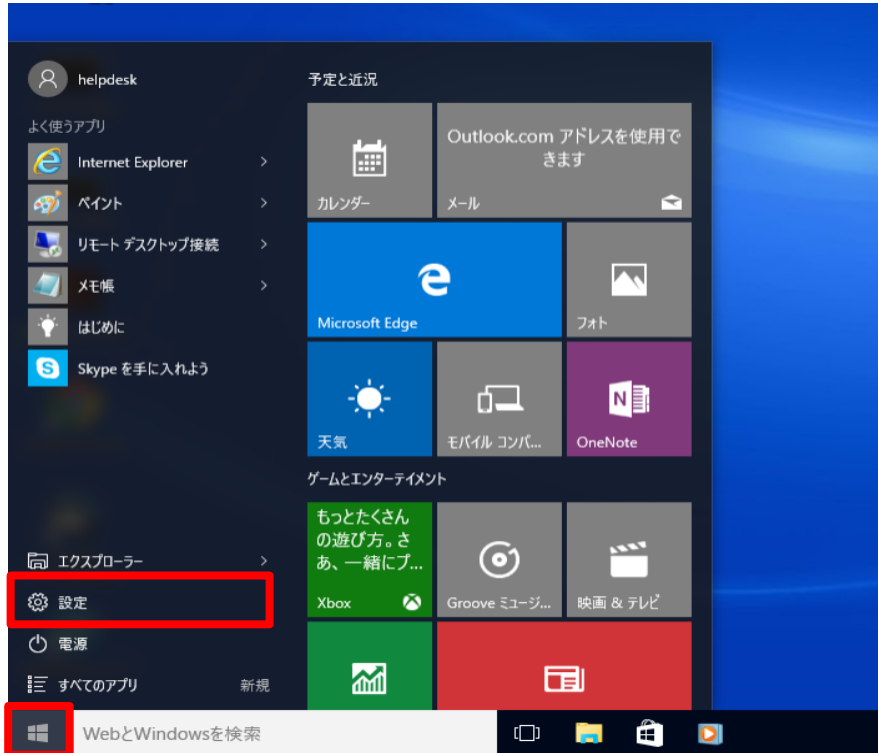 helpdesk
よく使うアプリ
Internet Explorer
ペイント
リモート デスクトップ接続
メモ帳
はじめに
Skype を手に入れよう
エクスプローラー
設定
電源
すべてのアプリ 新規
WebとWindowsを検索
予定と近況
カレンダー
Outlook.com アドレスを使用で
きます
メール
Microsoft Edge
フォト
天気
モバイル コンパ...
OneNote
ゲームとエンターテイメント
もっとたくさん
の遊び方。さ
あ、一緒にプ...
Xbox
Groove ミュージ...
映画 & テレビ